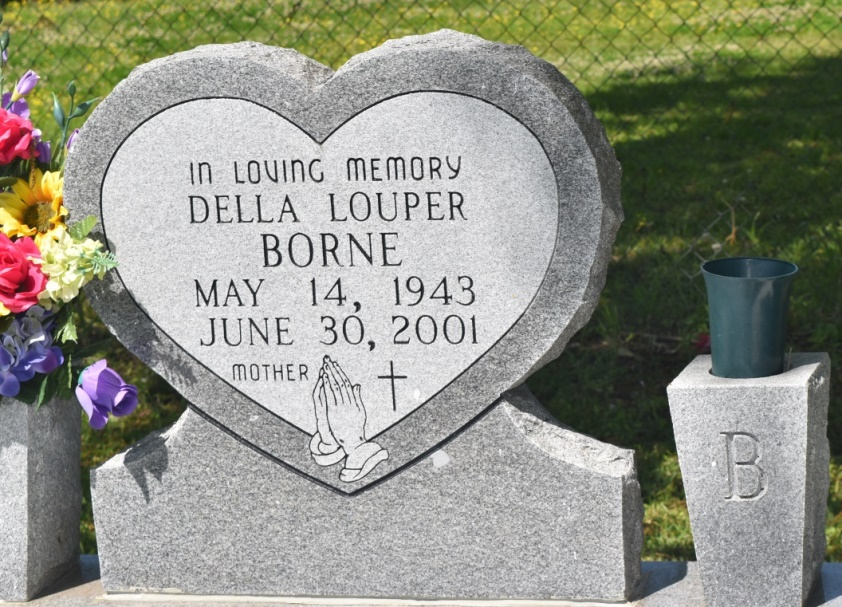 IN LOVING MEMORY
DELLA LOUPER
BORNE
MAY 14, 1943
JUNE 30, 2001
MOTHER
B